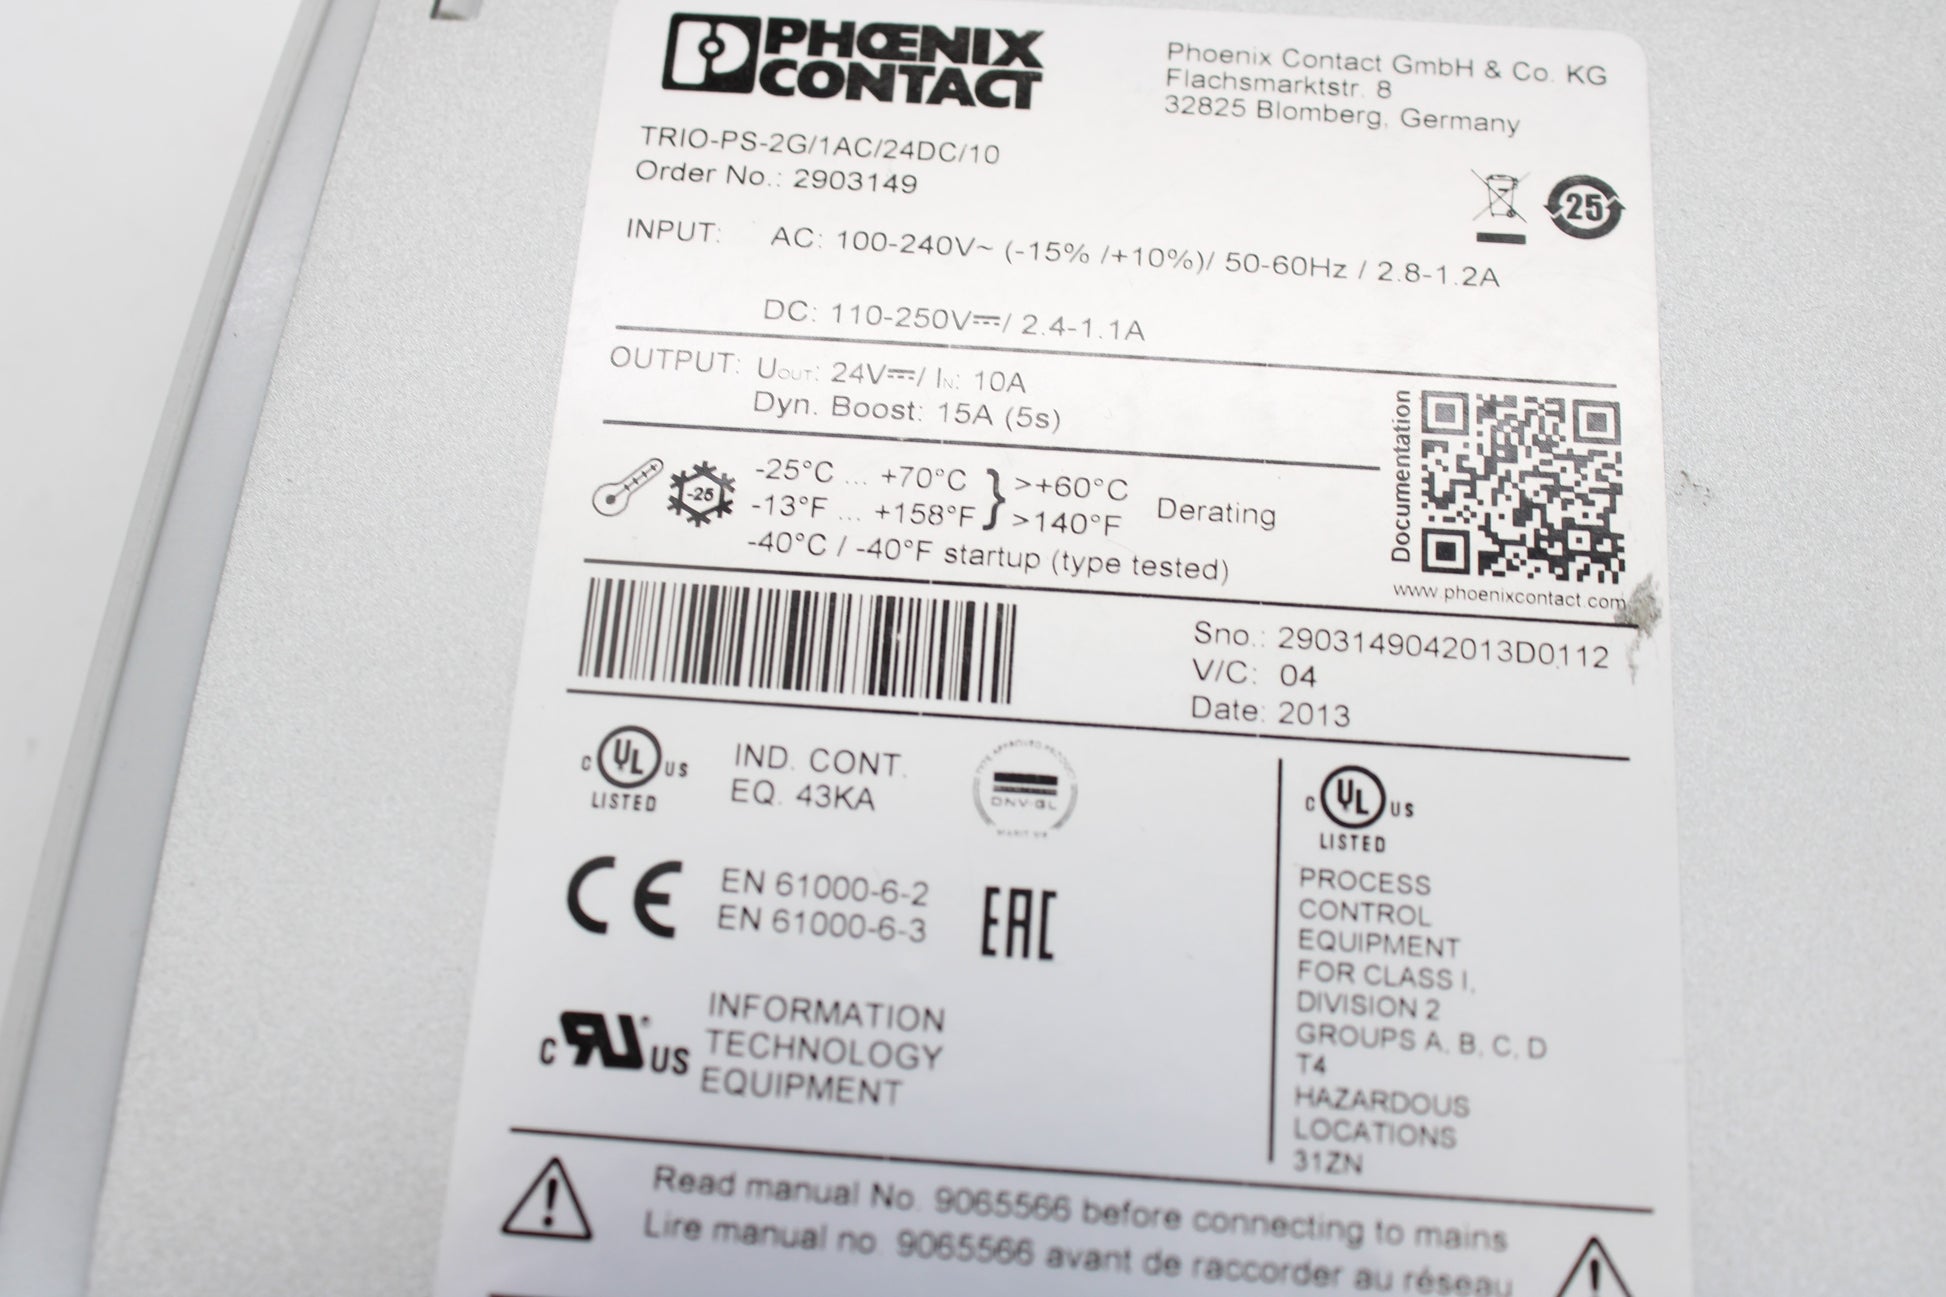 PHŒNIX
CONTACT
Phoenix Contact GmbH & Co. KG
Flachsmarktstr. 8
32825 Blomberg, Germany
TRIO-PS-2G/1AC/24DC/10
Order No.: 2903149
25
INPUT: AC: 100-240V~ (-15% /+10%)/ 50-60Hz / 2.8-1.2A
DC: 110-250V⎓/ 2.4-1.1A
OUTPUT: UOUT: 24V⎓/ IN: 10A
Dyn. Boost: 15A (5s)
Documentation
www.phoenixcontact.com
-25
-25°C ... +70°C } >+60°C Derating
-13°F ... +158°F } >140°F
-40°C / -40°F startup (type tested)
Sno.: 2903149042013D0112
V/C: 04
Date: 2013
C UL US
LISTED
IND. CONT.
EQ. 43KA
TYPE APPROVED PRODUCT
DNV·GL
CE
EN 61000-6-2
EN 61000-6-3
EAC
C RU® US
INFORMATION
TECHNOLOGY
EQUIPMENT
C UL US
LISTED
PROCESS
CONTROL
EQUIPMENT
FOR CLASS I,
DIVISION 2
GROUPS A, B, C, D
T4
HAZARDOUS
LOCATIONS
31ZN
Read manual No. 9065566 before connecting to mains
Lire manual no. 9065566 avant de raccorder au réseau